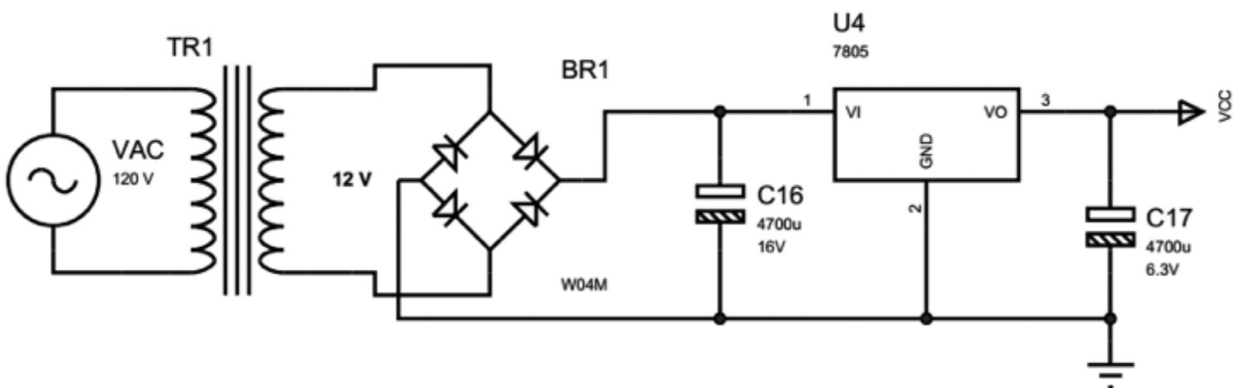 TR1
VAC
120 V
12 V
BR1
W04M
C16
4700u
16V
U4
7805
1
VI
VO
3
GND
2
VCC
C17
4700u
6.3V